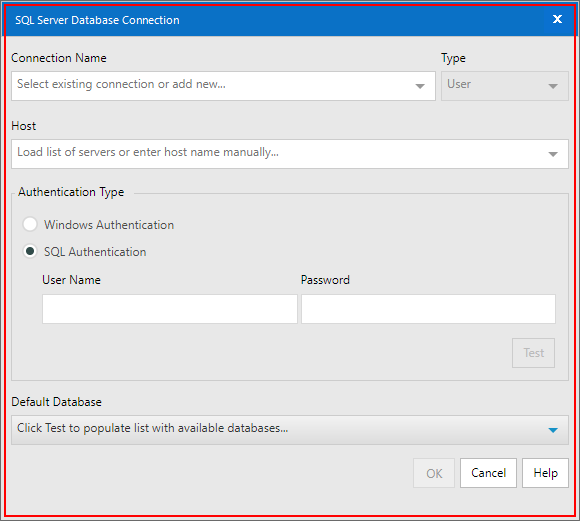 SQL Server Database Connection x
Connection Name Type
Select existing connection or add new... User
Host
Load list of servers or enter host name manually...
Authentication Type
Windows Authentication
SQL Authentication
User Name Password
Test
Default Database
Click Test to populate list with available databases...
OK Cancel Help